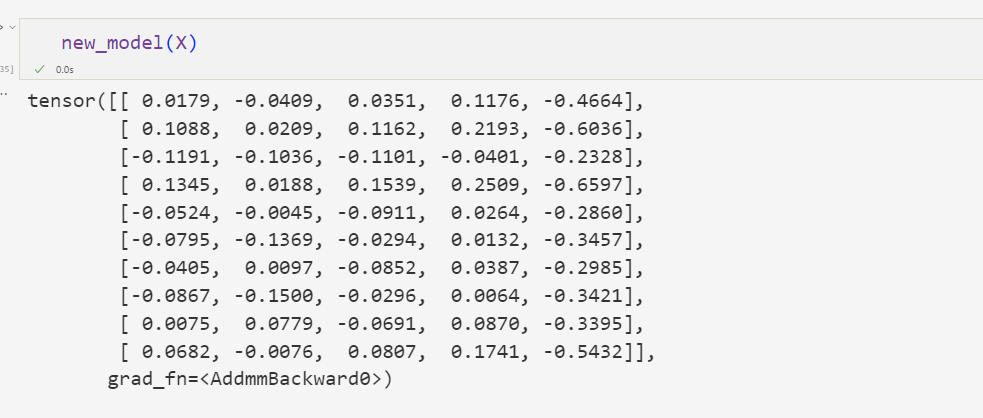 new_model(X)
35]
0.0s
tensor([[ 0.0179, -0.0409,  0.0351,  0.1176, -0.4664],
[ 0.1088,  0.0209,  0.1162,  0.2193, -0.6036],
[-0.1191, -0.1036, -0.1101, -0.0401, -0.2328],
[ 0.1345,  0.0188,  0.1539,  0.2509, -0.6597],
[-0.0524, -0.0045, -0.0911,  0.0264, -0.2860],
[-0.0795, -0.1369, -0.0294,  0.0132, -0.3457],
[-0.0405,  0.0097, -0.0852,  0.0387, -0.2985],
[-0.0867, -0.1500, -0.0296,  0.0064, -0.3421],
[ 0.0075,  0.0779, -0.0691,  0.0870, -0.3395],
[ 0.0682, -0.0076,  0.0807,  0.1741, -0.5432]],
grad_fn=<AddmmBackward0>)